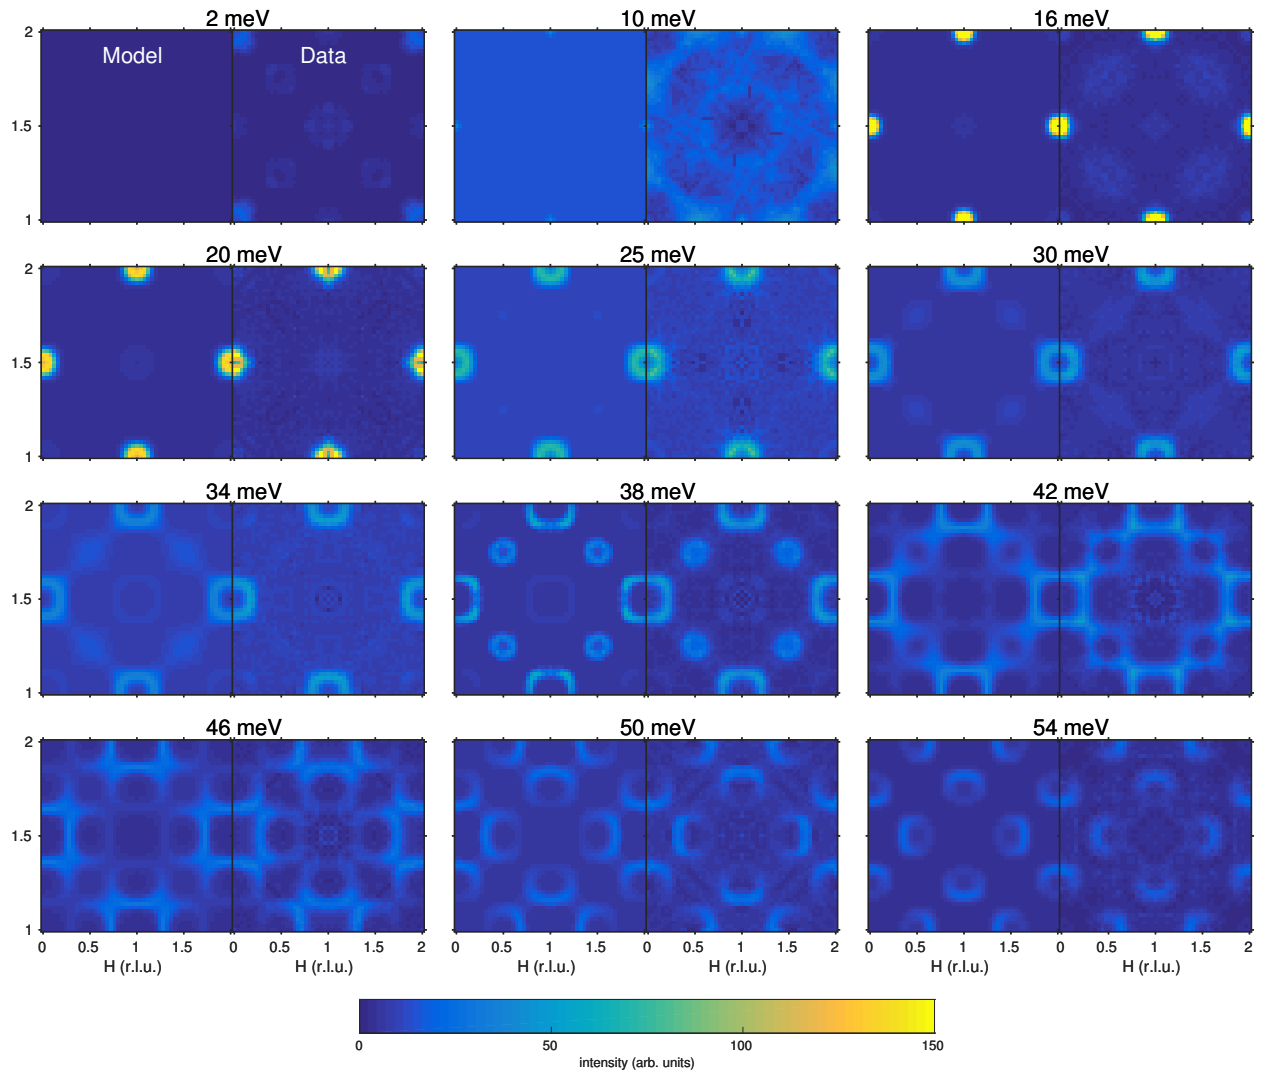 2 meV 10 meV 16 meV
Model Data
2
1.5
1
20 meV 25 meV 30 meV
2
1.5
1
34 meV 38 meV 42 meV
2
1.5
1
46 meV 50 meV 54 meV
2
1.5
1
0 0.5 1 1.5 0 0.5 1 1.5 2 0 0.5 1 1.5 0 0.5 1 1.5 2 0 0.5 1 1.5 0 0.5 1 1.5 2
H (r.l.u.) H (r.l.u.) H (r.l.u.) H (r.l.u.) H (r.l.u.) H (r.l.u.)
0 50 100 150
intensity (arb. units)